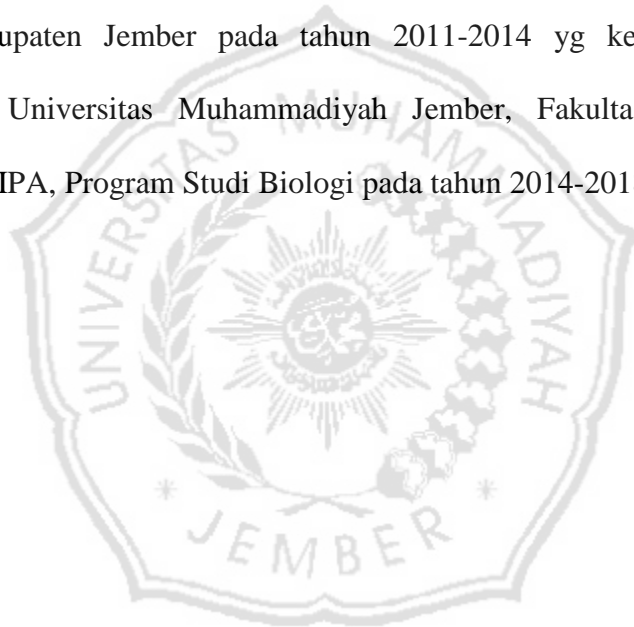 upaten Jember pada tahun 2011-2014 yg ke
Universitas Muhammadiyah Jember, Fakulta
IPA, Program Studi Biologi pada tahun 2014-201
UNIVERSITAS MUHAMMADIYAH
JEMBER